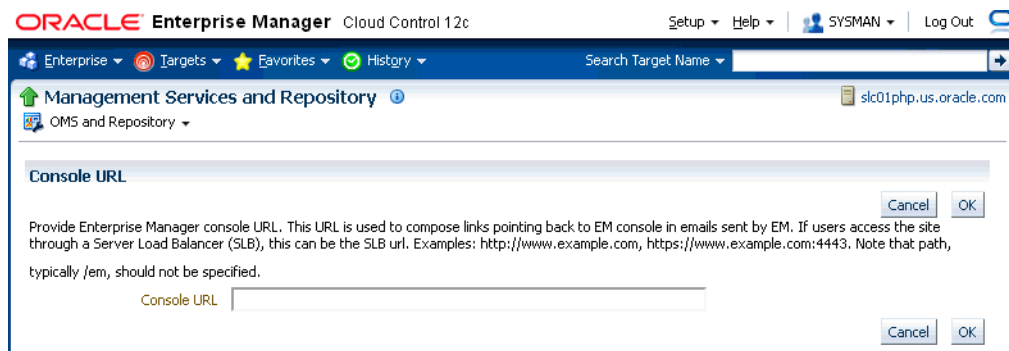 ORACLE Enterprise Manager Cloud Control 12c Setup Help SYSMAN Log Out
Enterprise Targets Favorites History Search Target Name
Management Services and Repository slc01php.us.oracle.com
OMS and Repository
Console URL
Cancel OK
Provide Enterprise Manager console URL. This URL is used to compose links pointing back to EM console in emails sent by EM. If users access the site
through a Server Load Balancer (SLB), this can be the SLB url. Examples: http://www.example.com, https://www.example.com:4443. Note that path,
typically /em, should not be specified.
Console URL
Cancel OK